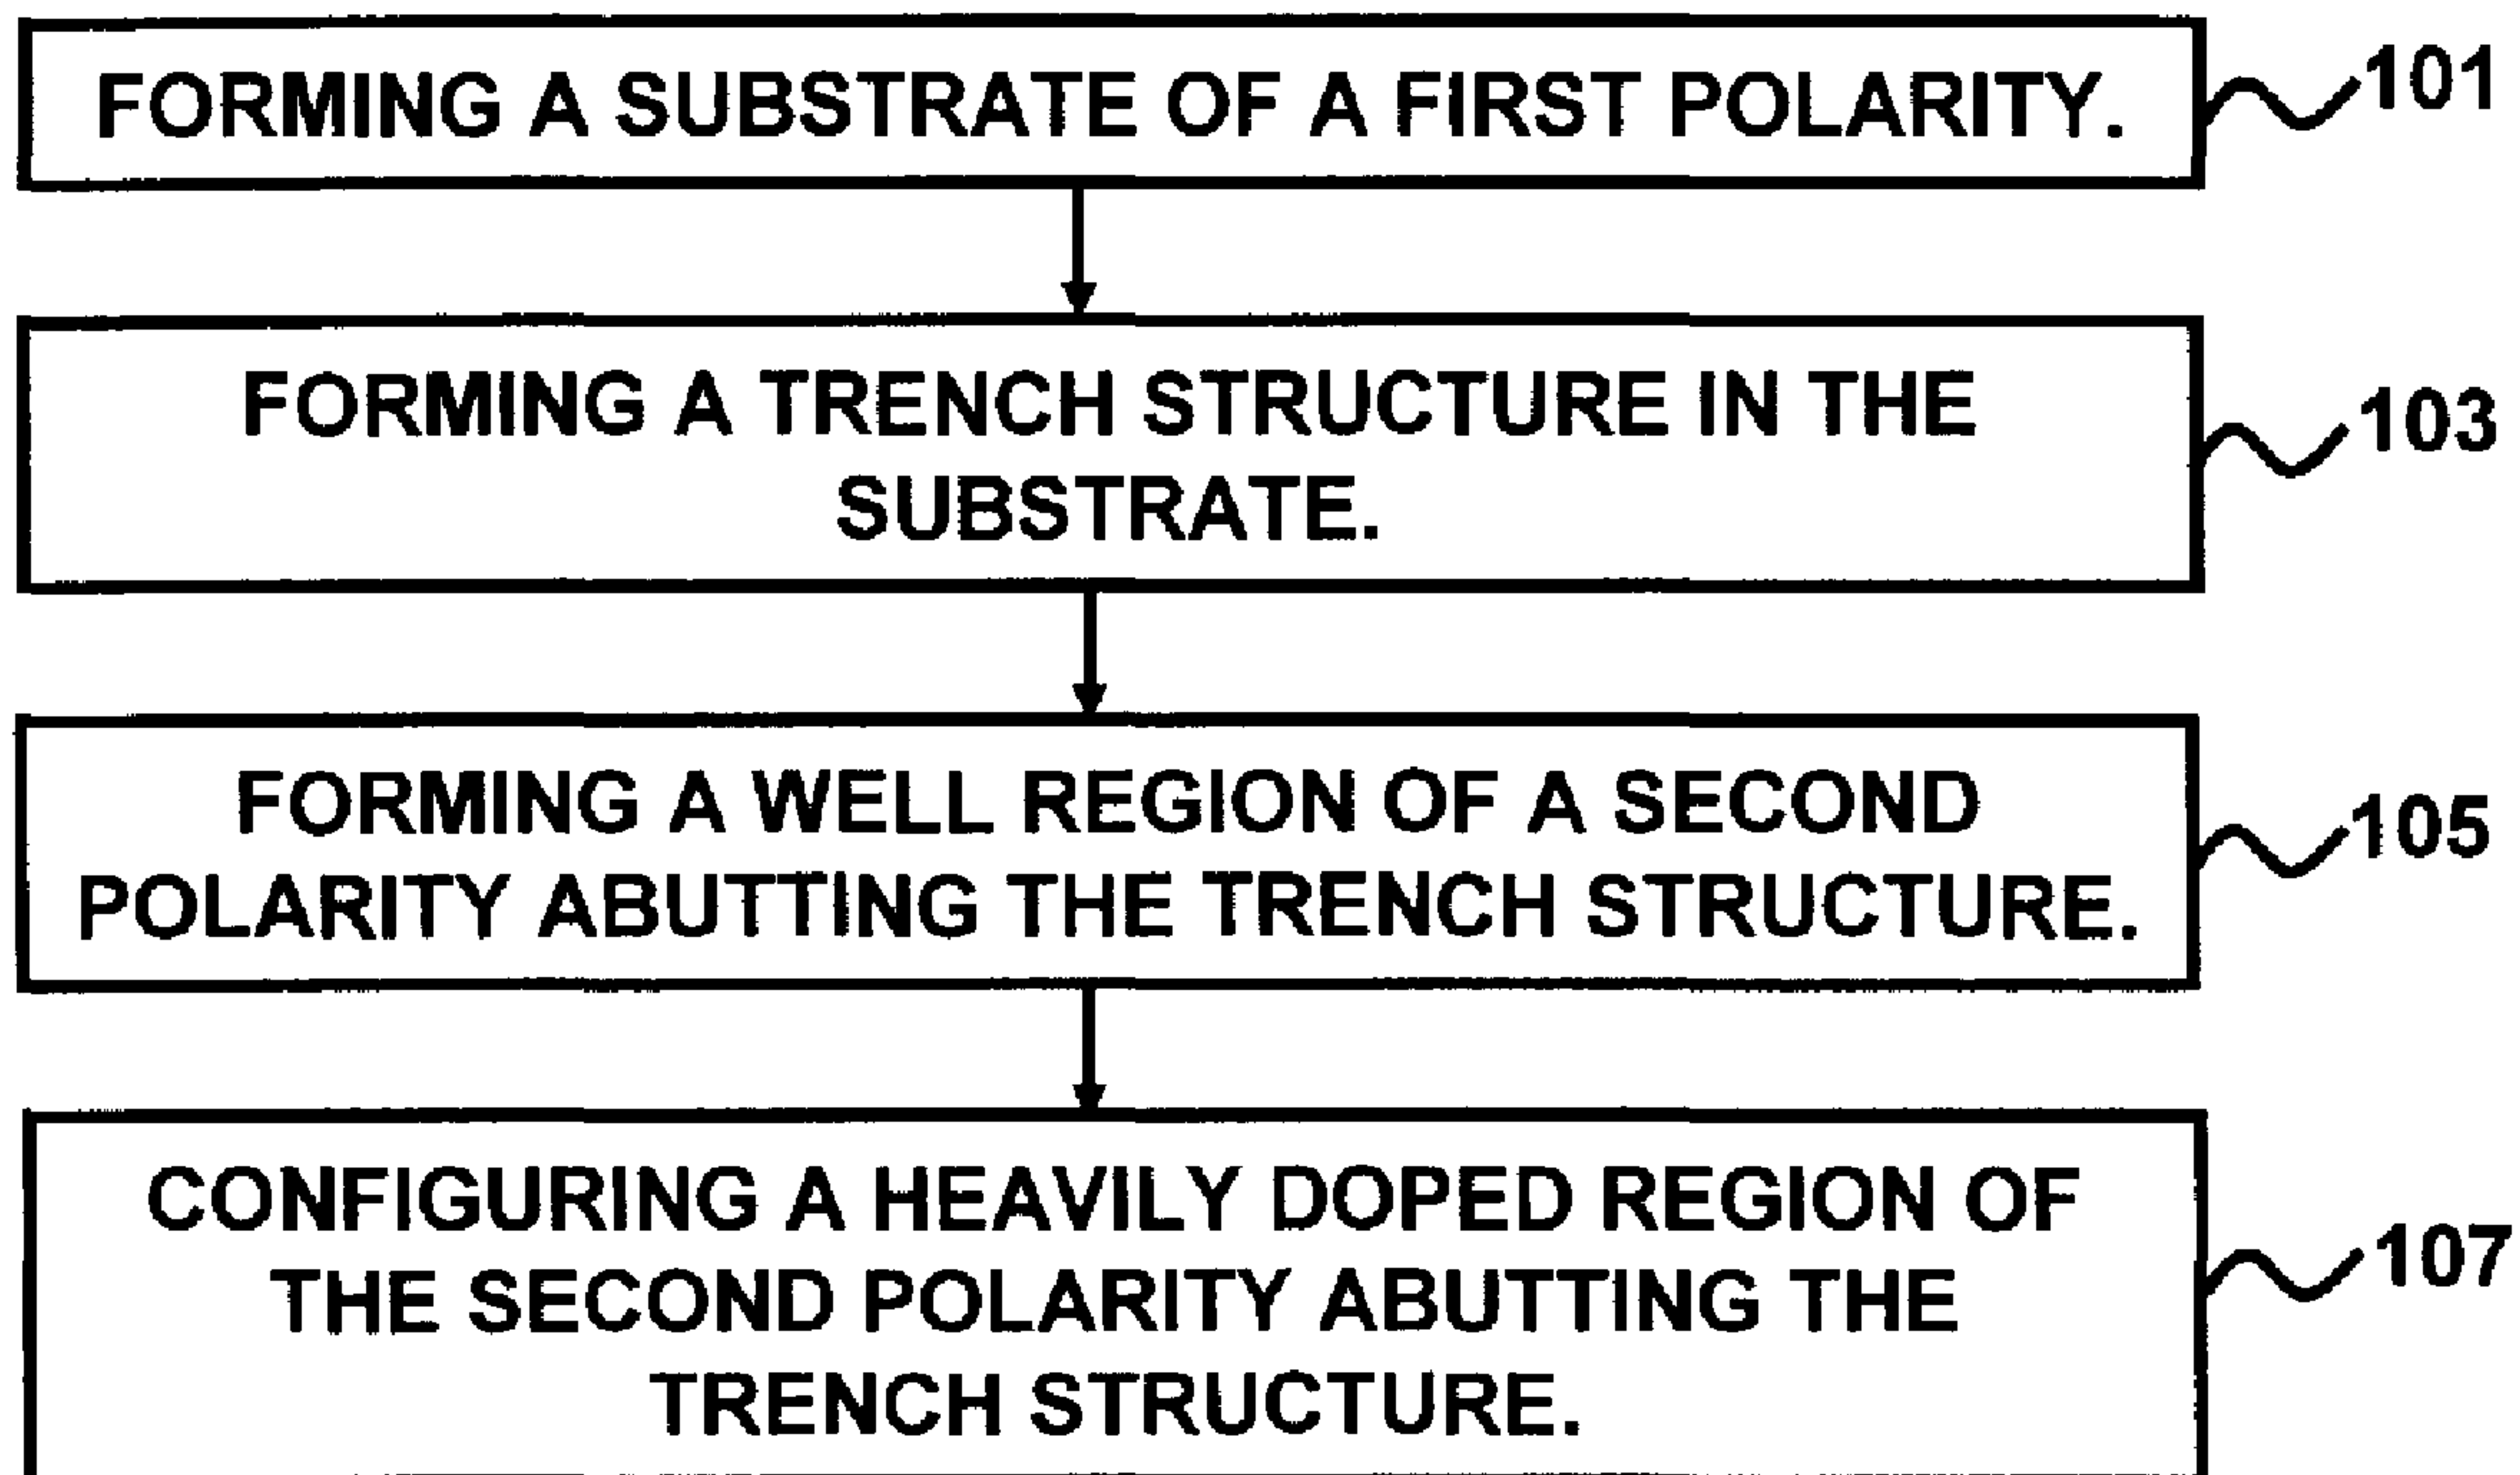 FORMING A SUBSTRATE OF A FIRST POLARITY.
101
FORMING A TRENCH STRUCTURE IN THE
SUBSTRATE.
103
FORMING A WELL REGION OF A SECOND
POLARITY ABUTTING THE TRENCH STRUCTURE.
105
CONFIGURING A HEAVILY DOPED REGION OF
THE SECOND POLARITY ABUTTING THE
TRENCH STRUCTURE.
107